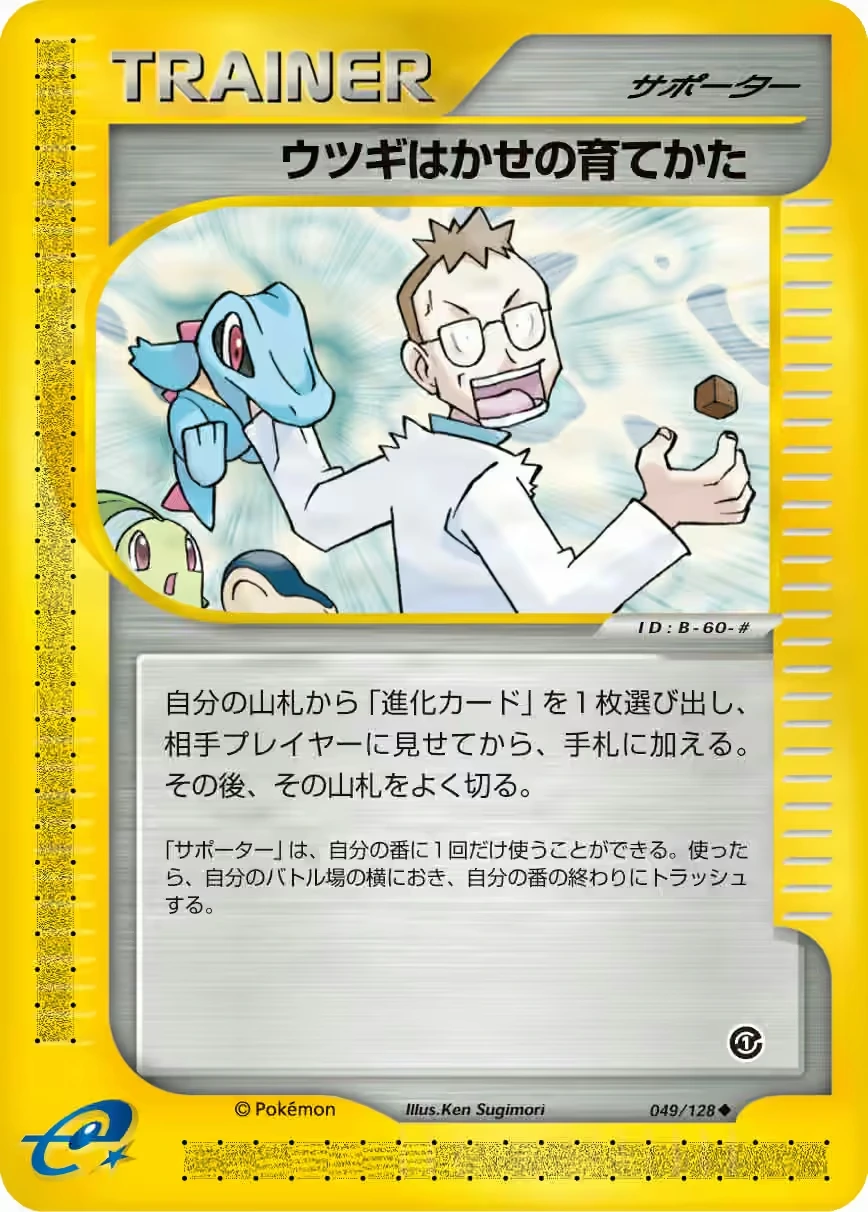 TRAINER
サポーター
ウツギはかせの育てかた
ID:B-60-#
自分の山札から「進化カード」を1枚選び出し、
相手プレイヤーに見せてから、手札に加える。
その後、その山札をよく切る。
「サポーター」は、自分の番に1回だけ使うことができる。使った
ら、自分のバトル場の横におき、自分の番の終わりにトラッシュ
する。
1
© Pokémon
Illus.Ken Sugimori
049/128◆
e